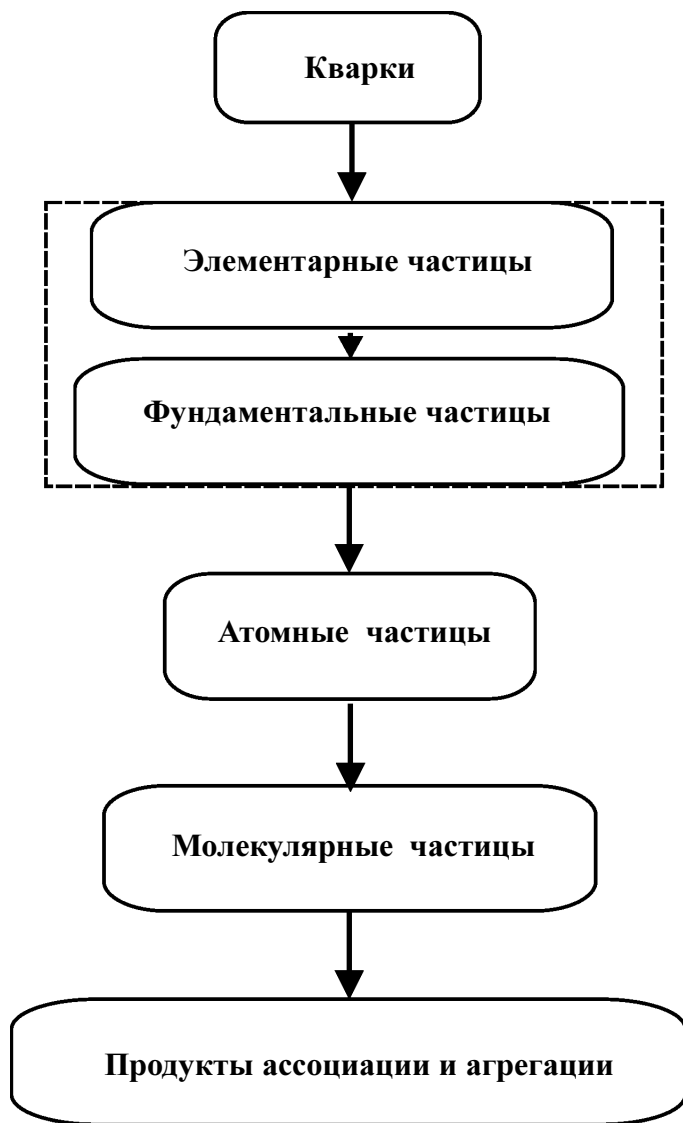 Кварки
Элементарные частицы
Фундаментальные частицы
Атомные частицы
Молекулярные частицы
Продукты ассоциации и агрегации